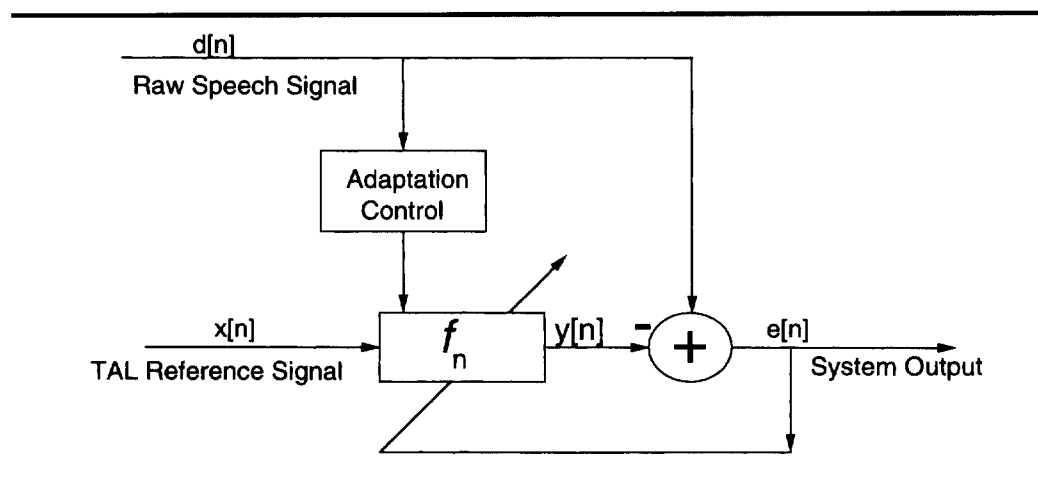 d[n]
Raw Speech Signal
Adaptation
Control
x[n]
TAL Reference Signal
f
n
y[n]
-
+
e[n]
System Output